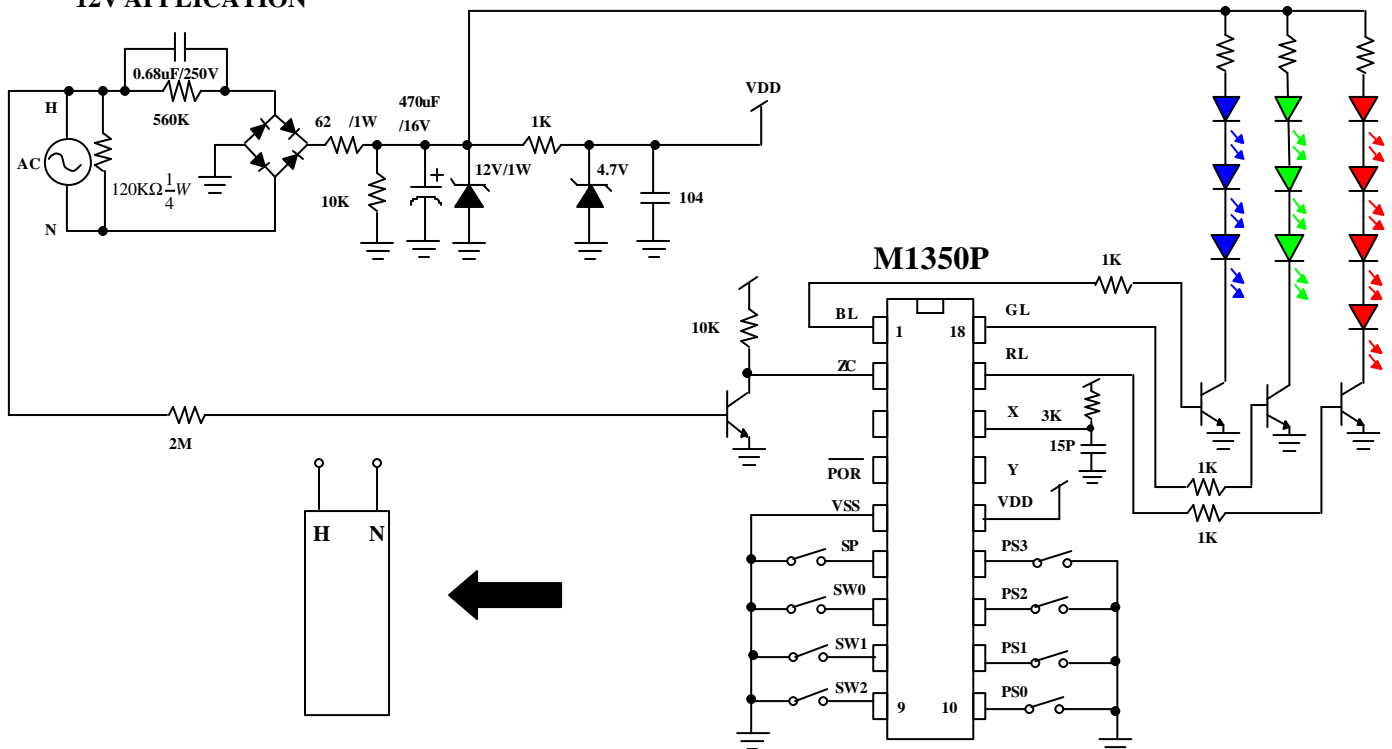 12V APPLICATION
0.68uF/250V
560K
H
AC
N
120KΩ 1/4 W
62 /1W
10K
470uF
/16V
12V/1W
1K
4.7V
104
VDD
M1350P
10K
2M
BL
ZC
POR
VSS
SP
SW0
SW1
SW2
1
18
9
10
GL
RL
X
Y
VDD
PS3
PS2
PS1
PS0
3K
15P
1K
1K
1K
H N